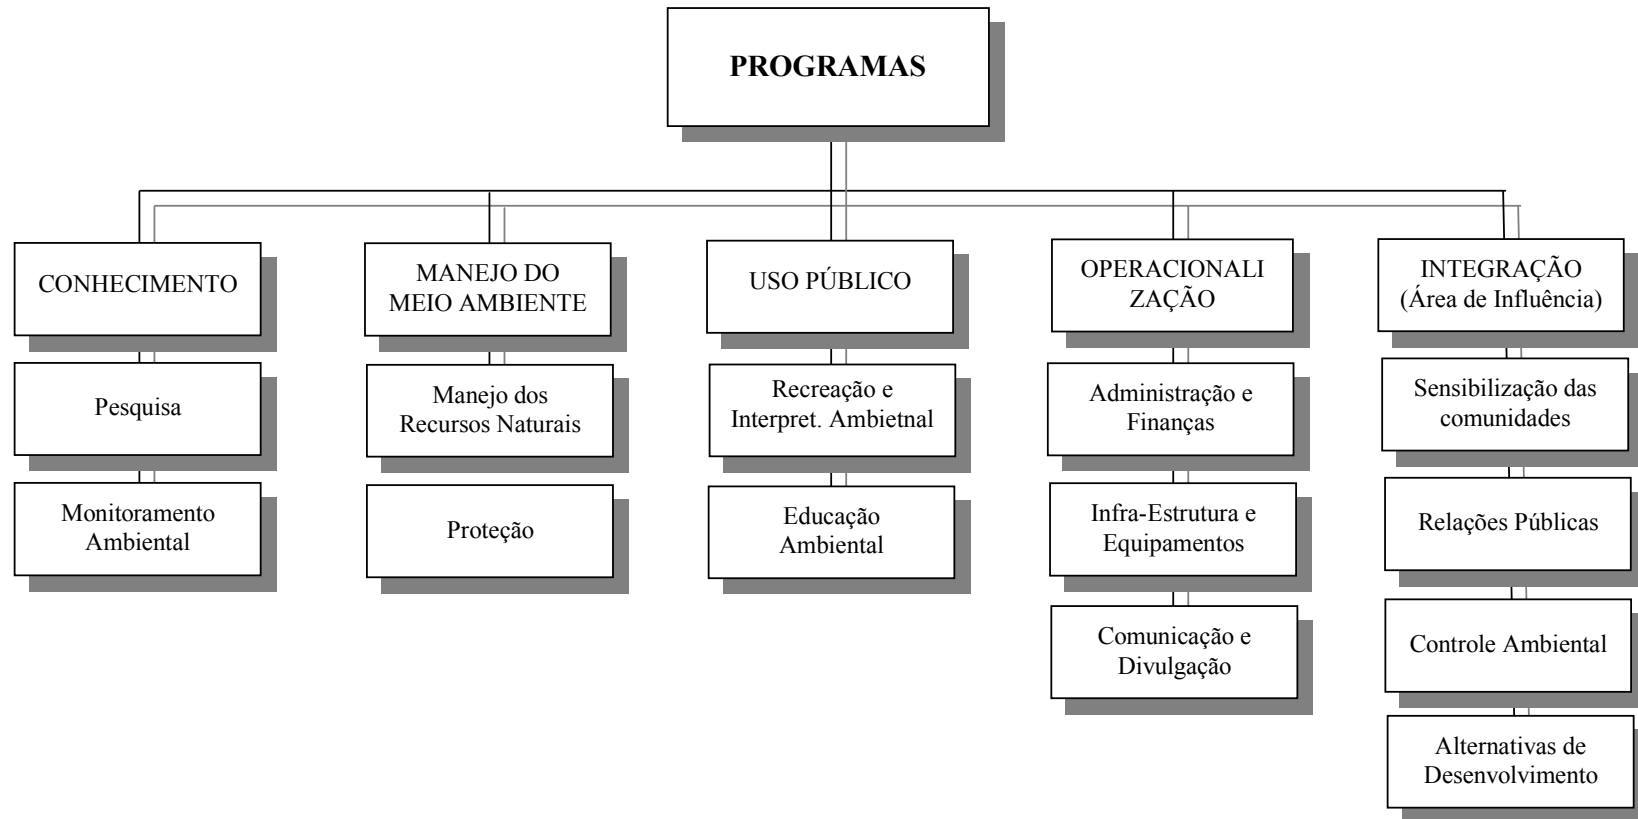 PROGRAMAS
CONHECIMENTO
Pesquisa
Monitoramento
Ambiental
MANEJO DO
MEIO AMBIENTE
Manejo dos
Recursos Naturais
Proteção
USO PÚBLICO
Recreação e
Interpret. Ambietnal
Educação
Ambiental
OPERACIONALI
ZAÇÃO
Administração e
Finanças
Infra-Estrutura e
Equipamentos
Comunicação e
Divulgação
INTEGRAÇÃO
(Área de Influência)
Sensibilização das
comunidades
Relações Públicas
Controle Ambiental
Alternativas de
Desenvolvimento